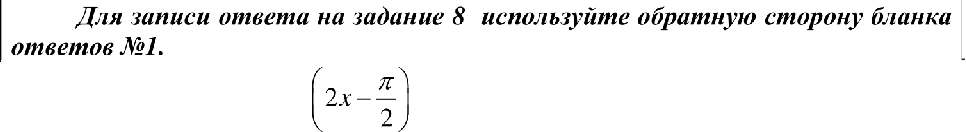 Для записи ответа на задание 8 используйте обратную сторону бланка
ответов №1.
(2x − π/2)